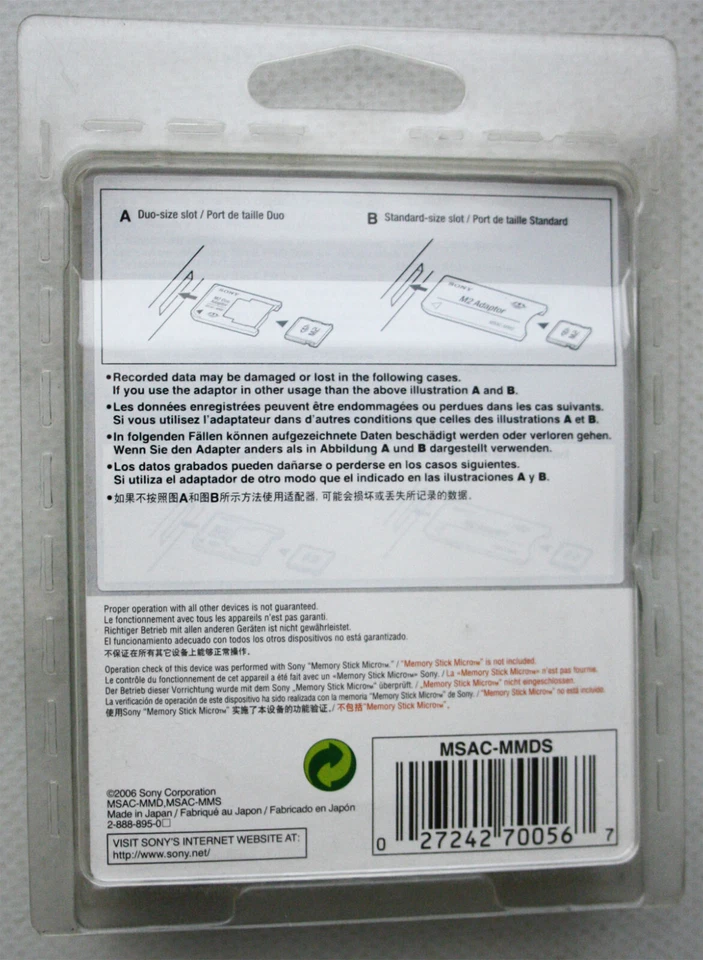 A Duo-size slot / Port de taille Duo
B Standard-size slot / Port de taille Standard
SONY
SONY
M2 Adaptor
•Recorded data may be damaged or lost in the following cases.
If you use the adaptor in other usage than the above illustration A and B.
•Les données enregistrées peuvent être endommagées ou perdues dans les cas suivants.
Si vous utilisez l'adaptateur dans d'autres conditions que celles des illustrations A et B.
•In folgenden Fällen können aufgezeichnete Daten beschädigt werden oder verloren gehen.
Wenn Sie den Adapter anders als in Abbildung A und B dargestellt verwenden.
•Los datos grabados pueden dañarse o perderse en los casos siguientes.
Si utiliza el adaptador de otro modo que el indicado en las ilustraciones A y B.
•如果不按照图A和图B所示方法使用适配器, 可能会损坏或丢失所记录的数据.
Proper operation with all other devices is not guaranteed.
Le fonctionnement avec tous les appareils n'est pas garanti.
Richtiger Betrieb mit allen anderen Geräten ist nicht gewährleistet.
El funcionamiento adecuado con todos los otros dispositivos no está garantizado.
不保证在所有其它设备上能够正常操作.
Operation check of this device was performed with Sony "Memory Stick Micro™." / "Memory Stick Micro™" is not included.
Le contrôle du fonctionnement de cet appareil a été fait avec un «Memory Stick Micro™» Sony. / La «Memory Stick Micro™» n'est pas fournie.
Der Betrieb dieser Vorrichtung wurde mit dem Sony „Memory Stick Micro™" überprüft. / „Memory Stick Micro™" nicht eingeschlossen.
La verificación de operación de este dispositivo ha sido realizada con la memoria "Memory Stick Micro™" de Sony. / "Memory Stick Micro™" no está incluido.
使用Sony "Memory Stick Micro™" 实施了本设备的功能验证. / 不包括"Memory Stick Micro™".
©2006 Sony Corporation
MSAC-MMD,MSAC-MMS
Made in Japan / Fabriqué au Japon / Fabricado en Japón
2-888-895-0□
VISIT SONY'S INTERNET WEBSITE AT:
http://www.sony.net/
MSAC-MMDS
0 27242 70056 7